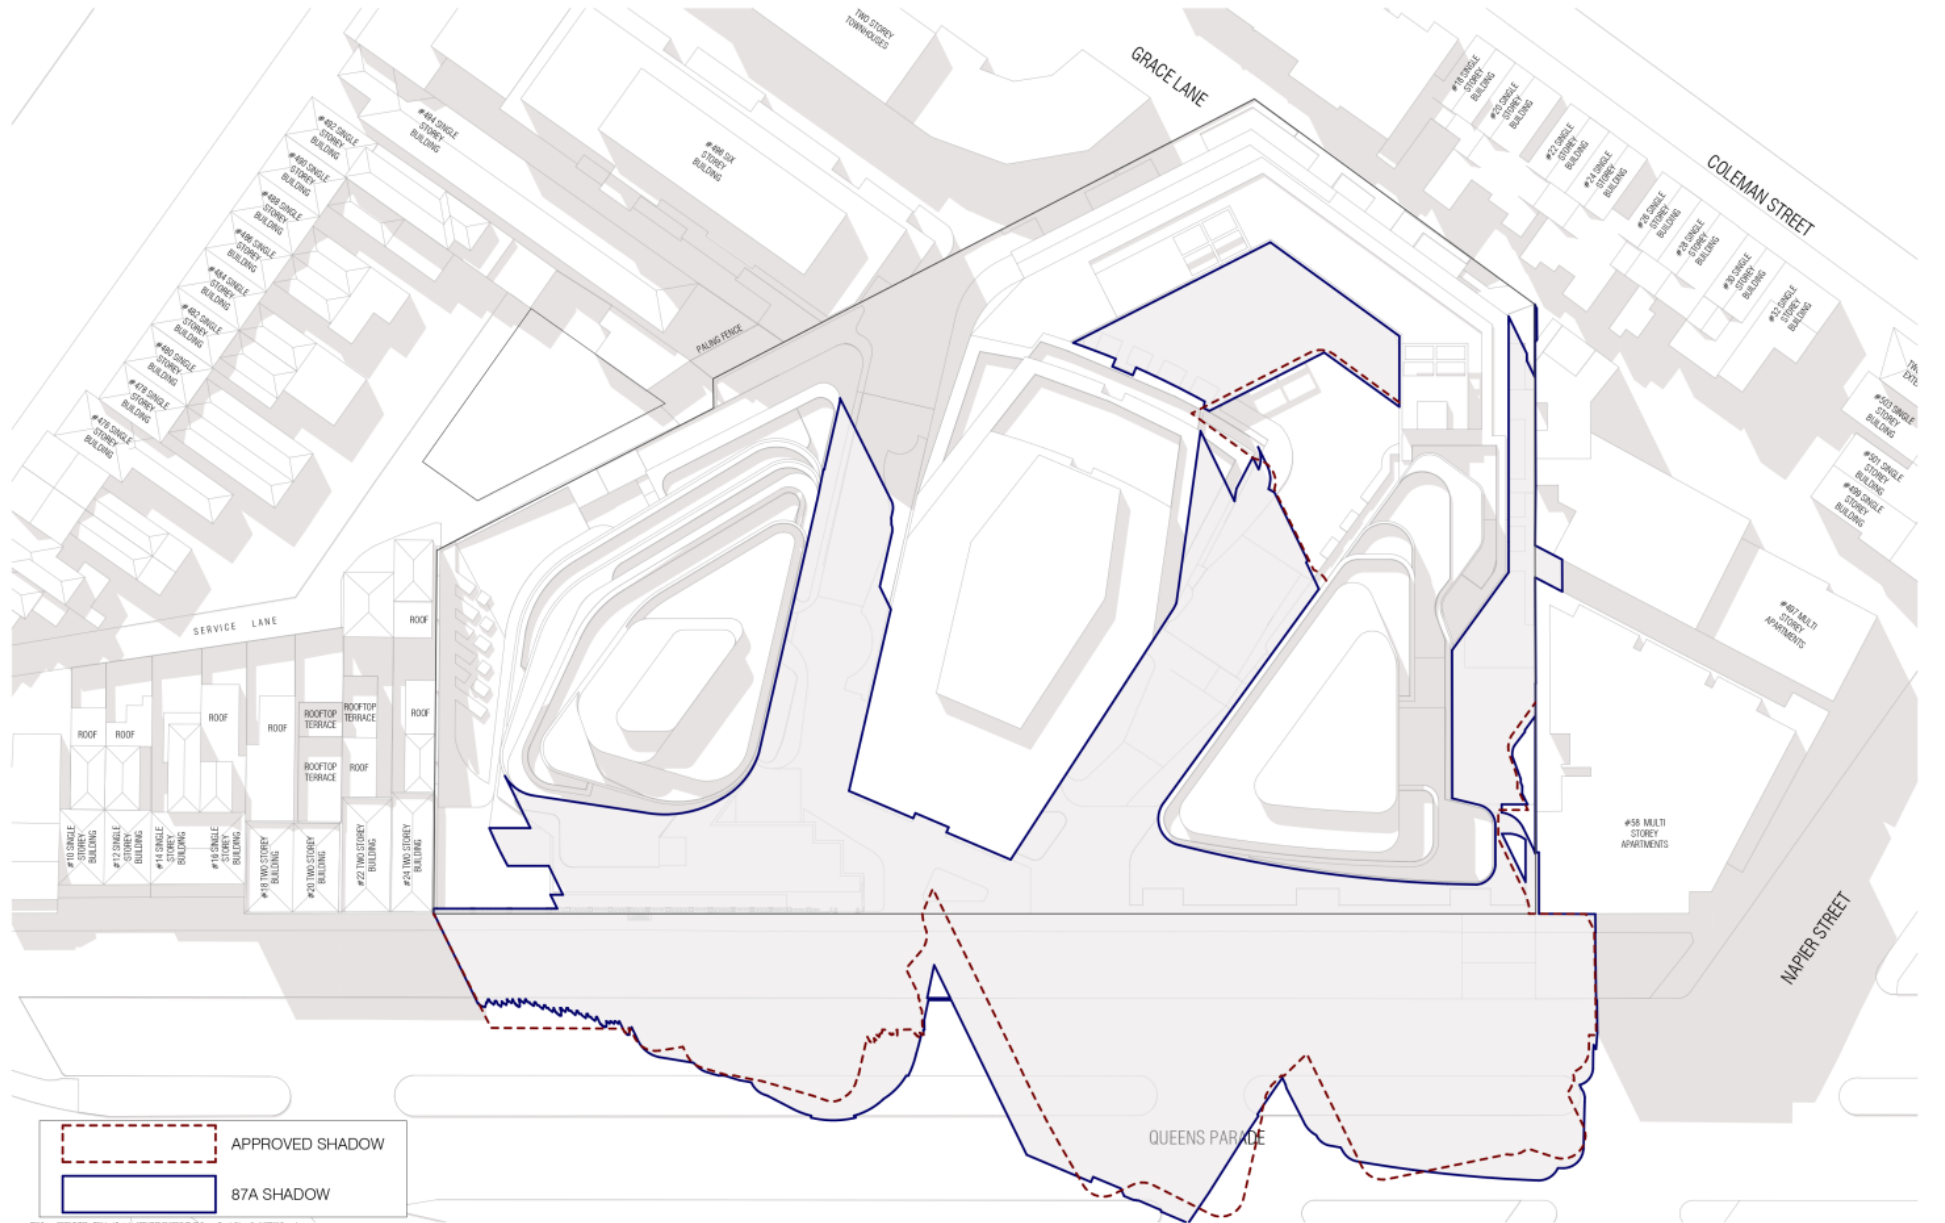 TWO STOREY
TOWNHOUSES
GRACE LANE
COLEMAN STREET
#18 SINGLE
STOREY
BUILDING
#20 SINGLE
STOREY
BUILDING
#22 SINGLE
STOREY
BUILDING
#24 SINGLE
STOREY
BUILDING
#26 SINGLE
STOREY
BUILDING
#28 SINGLE
STOREY
BUILDING
#30 SINGLE
STOREY
BUILDING
#32 SINGLE
STOREY
BUILDING
#494 SINGLE
STOREY
BUILDING
#496 SIX
STOREY
BUILDING
#492 SINGLE
STOREY
BUILDING
#490 SINGLE
STOREY
BUILDING
#488 SINGLE
STOREY
BUILDING
#486 SINGLE
STOREY
BUILDING
#484 SINGLE
STOREY
BUILDING
#482 SINGLE
STOREY
BUILDING
#480 SINGLE
STOREY
BUILDING
#478 SINGLE
STOREY
BUILDING
#476 SINGLE
STOREY
BUILDING
PALING FENCE
#503 SINGLE
STOREY
BUILDING
#501 SINGLE
STOREY
BUILDING
#499 SINGLE
STOREY
BUILDING
#497 MULTI
STOREY
APARTMENTS
SERVICE LANE
ROOF
ROOF
ROOF
ROOF
ROOF
ROOF
ROOFTOP
TERRACE
ROOFTOP
TERRACE
ROOFTOP
TERRACE
ROOF
#10 SINGLE
STOREY
BUILDING
#12 SINGLE
STOREY
BUILDING
#14 SINGLE
STOREY
BUILDING
#16 SINGLE
STOREY
BUILDING
#18 TWO STOREY
BUILDING
#20 TWO STOREY
BUILDING
#22 TWO STOREY
BUILDING
#24 TWO STOREY
BUILDING
#58 MULTI
STOREY
APARTMENTS
NAPIER STREET
QUEENS PARADE
APPROVED SHADOW
87A SHADOW